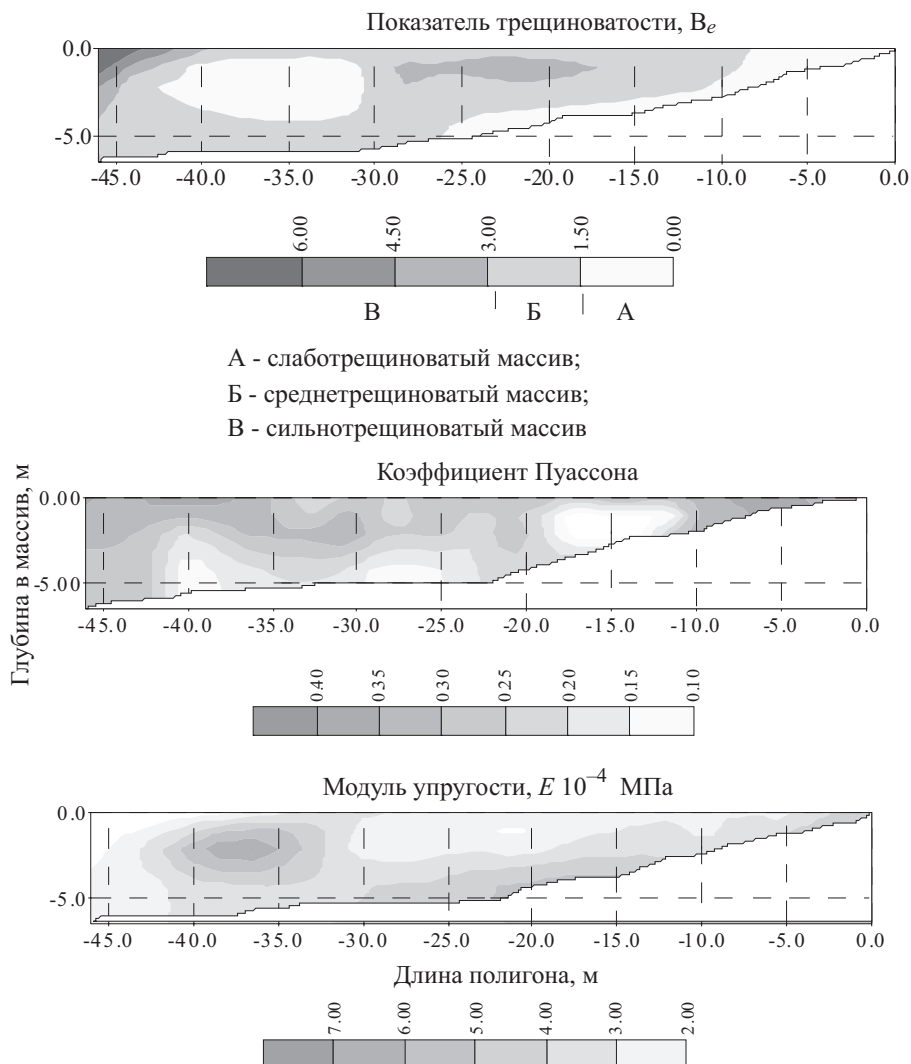 Показатель трещиноватости, Ве
0.0
-5.0
-45.0 -40.0 -35.0 -30.0 -25.0 -20.0 -15.0 -10.0 -5.0 0.0
6.00 4.50 3.00 1.50 0.00
В Б А
А - слаботрещиноватый массив;
Б - среднетрещиноватый массив;
В - сильнотрещиноватый массив
Глубина в массив, м
Коэффициент Пуассона
0.00
-5.00
-45.0 -40.0 -35.0 -30.0 -25.0 -20.0 -15.0 -10.0 -5.0 0.0
0.40 0.35 0.30 0.25 0.20 0.15 0.10
Модуль упругости, E 10⁻⁴ МПа
0.0
-5.0
-45.0 -40.0 -35.0 -30.0 -25.0 -20.0 -15.0 -10.0 -5.0 0.0
Длина полигона, м
7.00 6.00 5.00 4.00 3.00 2.00